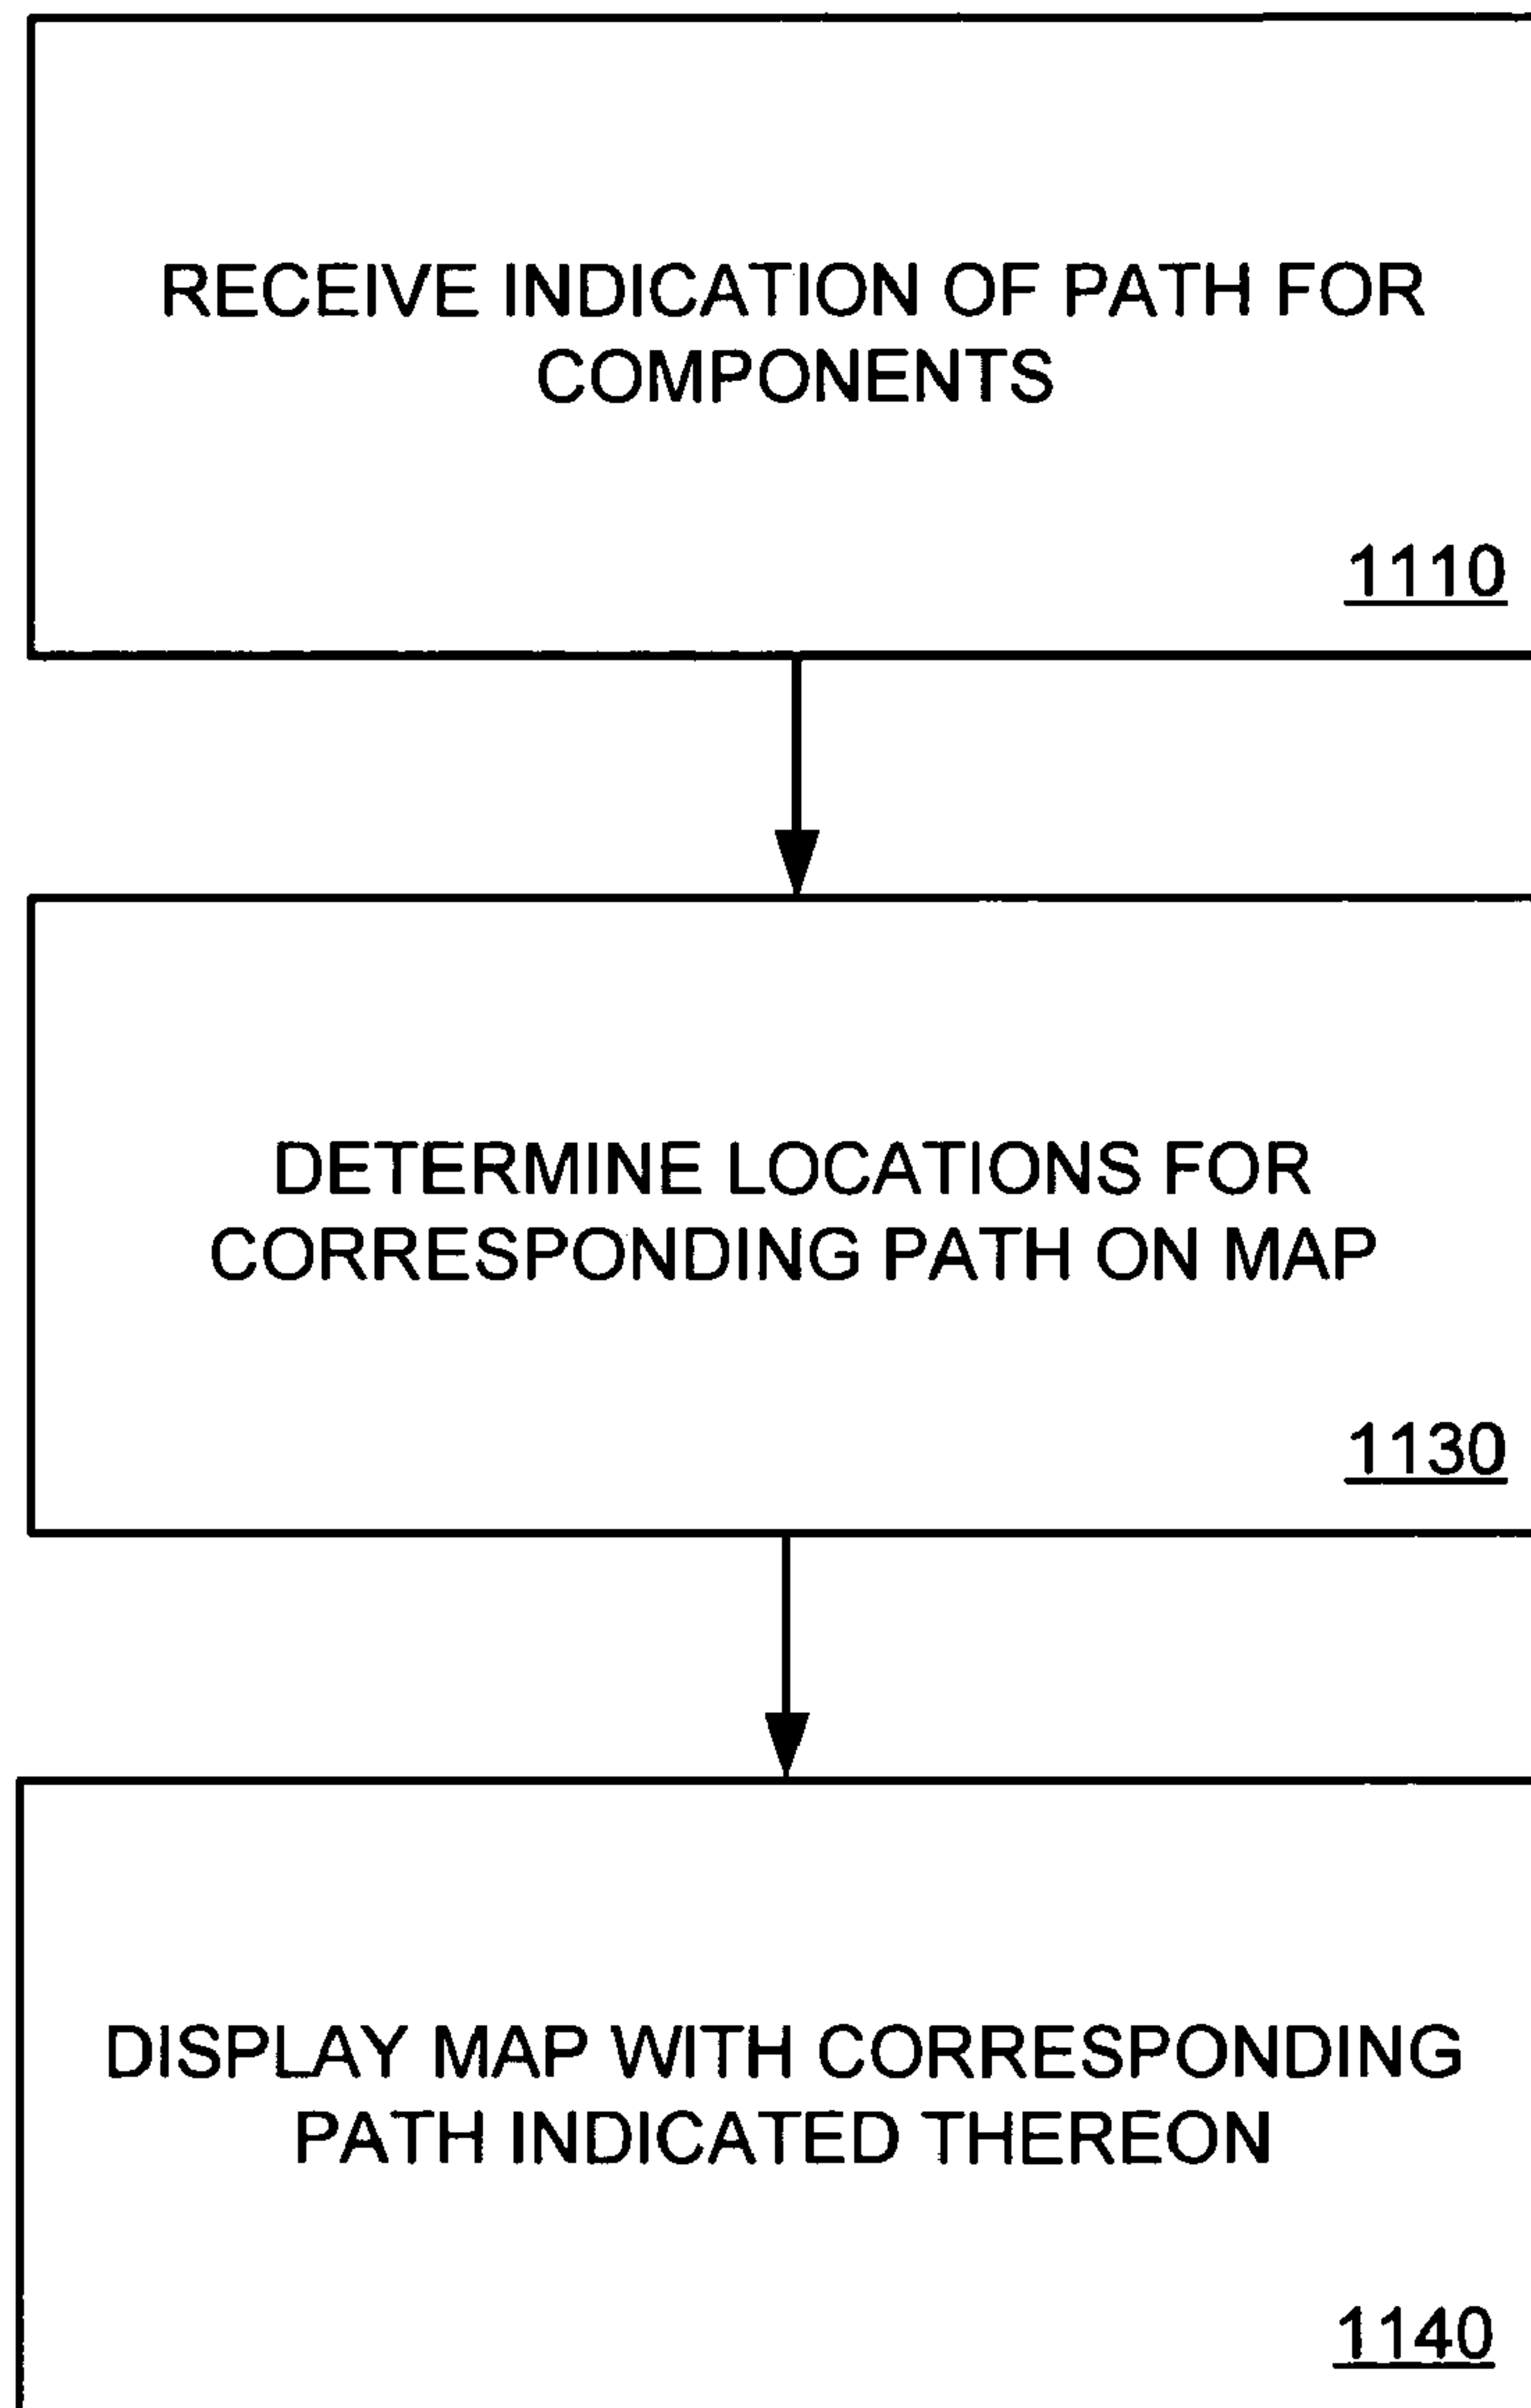 RECEIVE INDICATION OF PATH FOR
COMPONENTS
1110
DETERMINE LOCATIONS FOR
CORRESPONDING PATH ON MAP
1130
DISPLAY MAP WITH CORRESPONDING
PATH INDICATED THEREON
1140